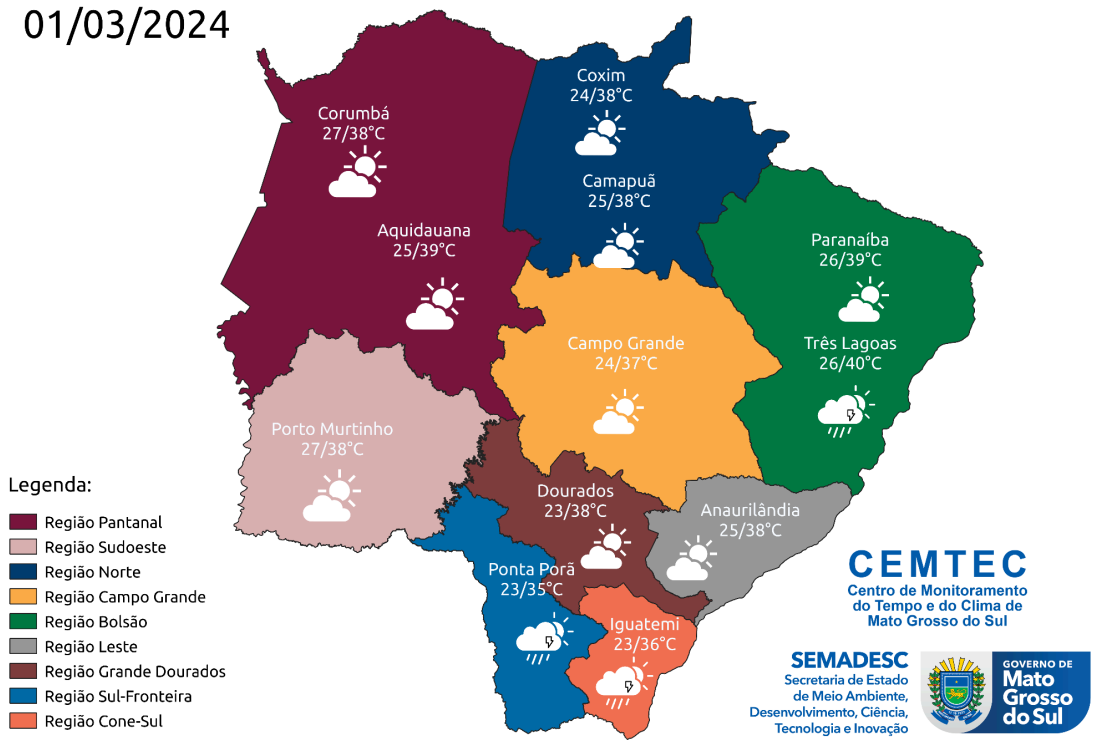 01/03/2024
Coxim
24/38°C
Corumbá
27/38°C
Camapuã
25/38°C
Aquidauana
25/39°C
Paranaíba
26/39°C
Campo Grande
24/37°C
Três Lagoas
26/40°C
Porto Murtinho
27/38°C
Dourados
23/38°C
Anaurilândia
25/38°C
Ponta Porã
23/35°C
Iguatemi
23/36°C
Legenda:
Região Pantanal
Região Sudoeste
Região Norte
Região Campo Grande
Região Bolsão
Região Leste
Região Grande Dourados
Região Sul-Fronteira
Região Cone-Sul
CEMTEC
Centro de Monitoramento
do Tempo e do Clima de
Mato Grosso do Sul
SEMADESC
Secretaria de Estado
de Meio Ambiente,
Desenvolvimento, Ciência,
Tecnologia e Inovação
GOVERNO DE
Mato
Grosso
do Sul